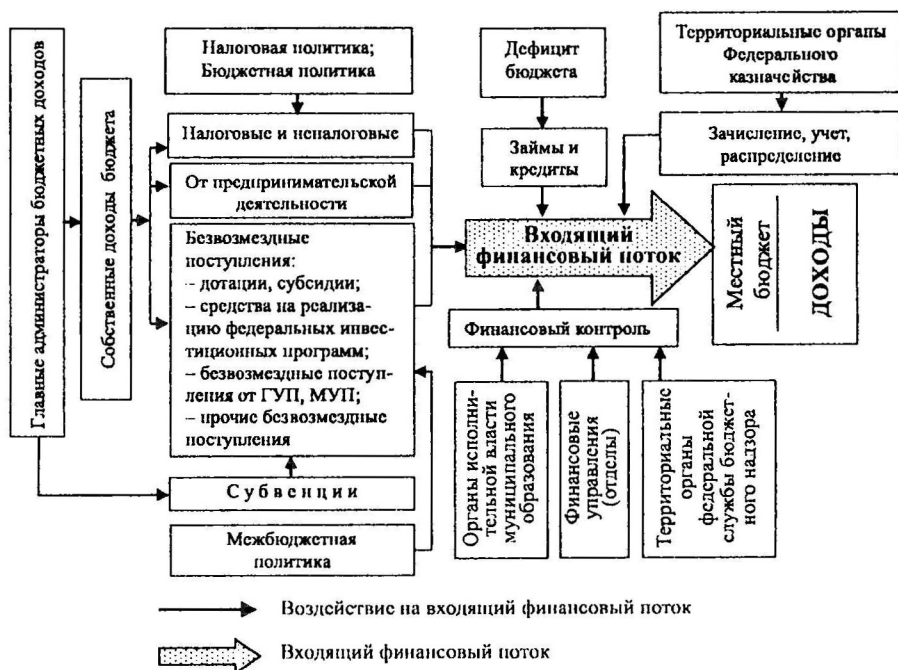 Главные администраторы бюджетных доходов
Собственные доходы бюджета
Налоговая политика;
Бюджетная политика
Налоговые и неналоговые
От предпринимательской
деятельности
Безвозмездные
поступления:
– дотации, субсидии;
– средства на реализа-
цию федеральных инвес-
тиционных программ;
– безвозмездные поступ-
ления от ГУП, МУП;
– прочие безвозмездные
поступления
Субвенции
Межбюджетная
политика
Дефицит
бюджета
Займы и
кредиты
Территориальные органы
Федерального
казначейства
Зачисление, учет,
распределение
Входящий
финансовый поток
Местный
бюджет
ДОХОДЫ
Финансовый контроль
Органы исполни-
тельной власти
муниципального
образования
Финансовые
управления
(отделы)
Территориальные
органы
федеральной
службы бюджет-
ного надзора
Воздействие на входящий финансовый поток
Входящий финансовый поток